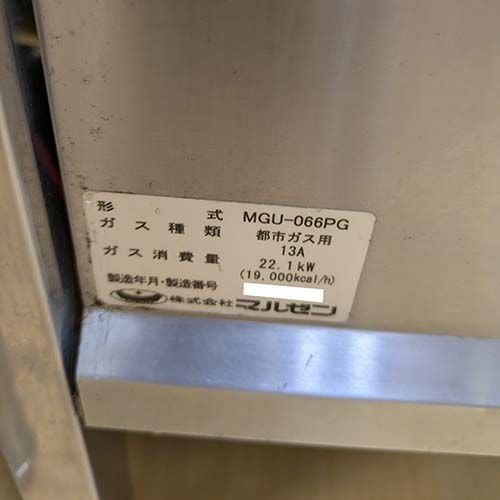 形式 MGU-066PG
ガス種類 都市ガス用
13A
ガス消費量 22.1kW
(19.000kcal/h)
製造年月・製造番号
株式会社マルゼン